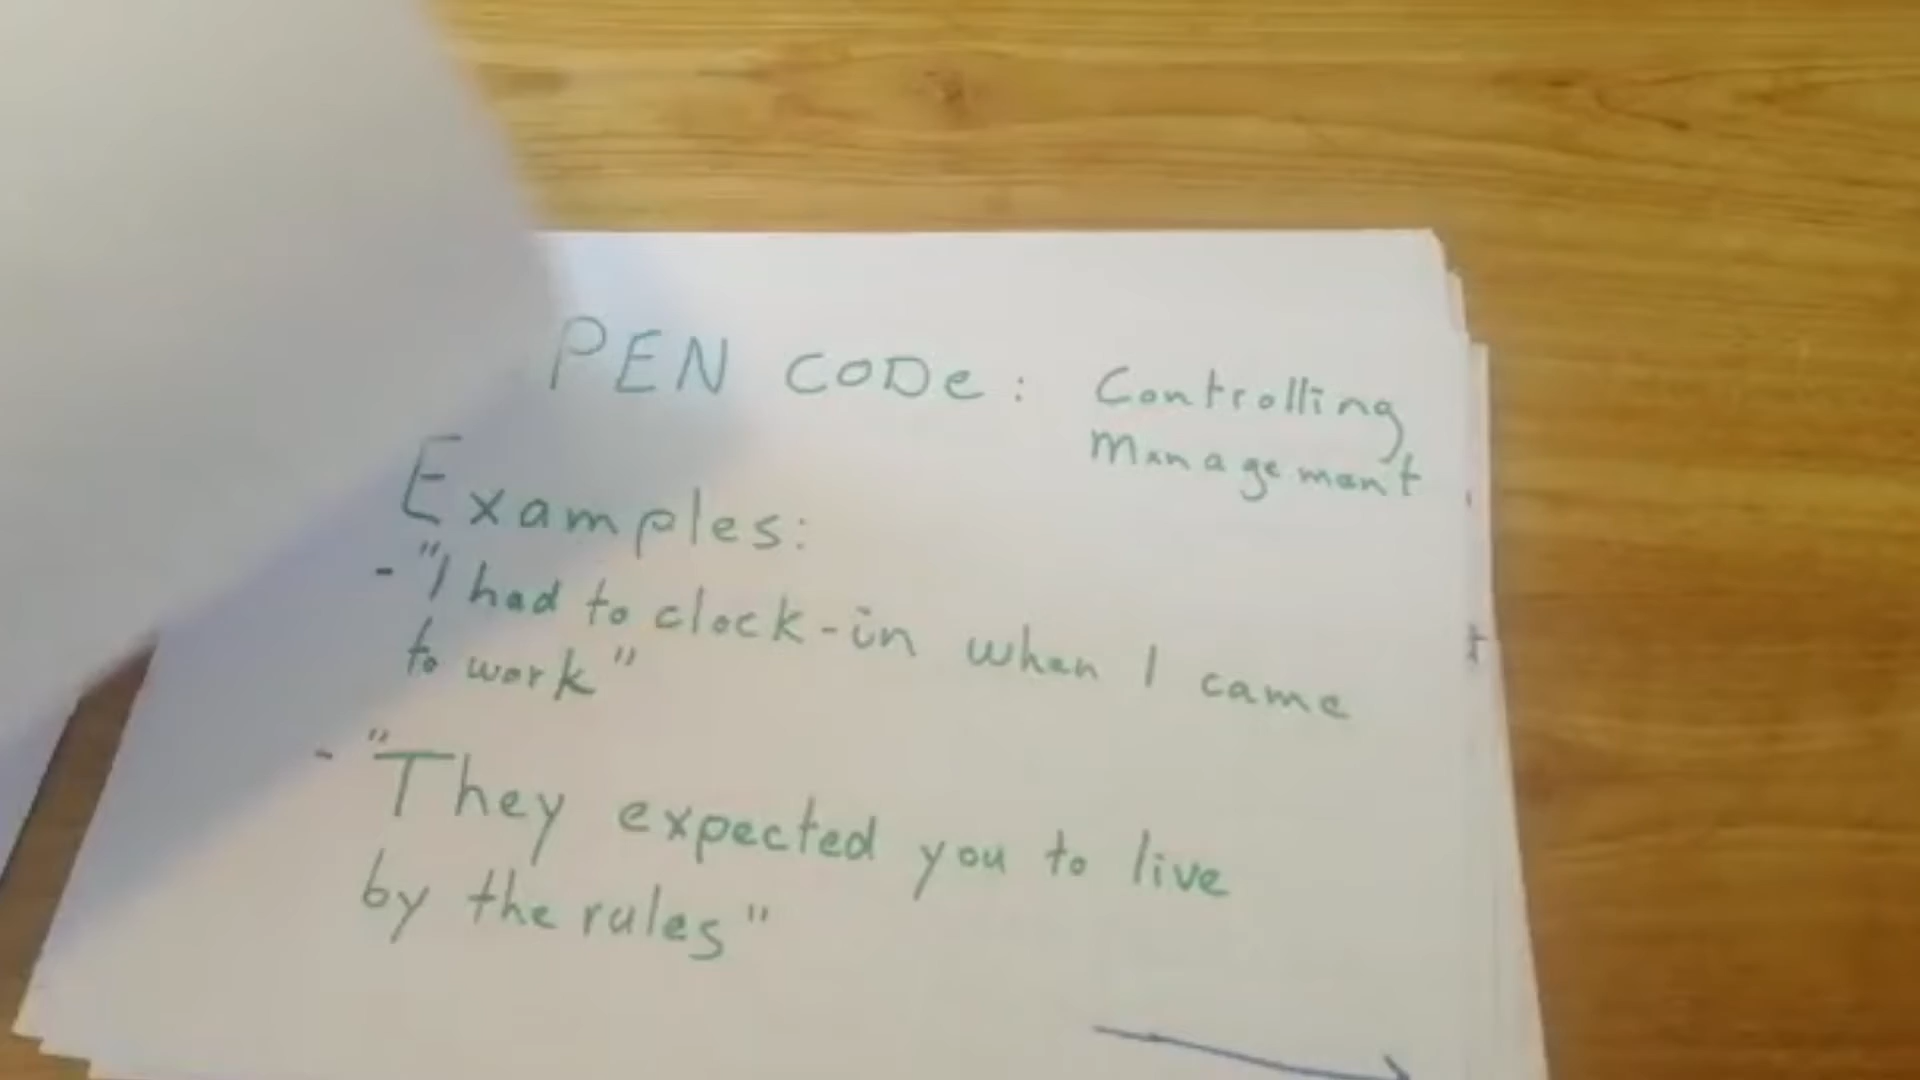 PEN CODe: Controlling
Management
Examples:
- "I had to clock-in when I came
to work"
- "They expected you to live
by the rules"